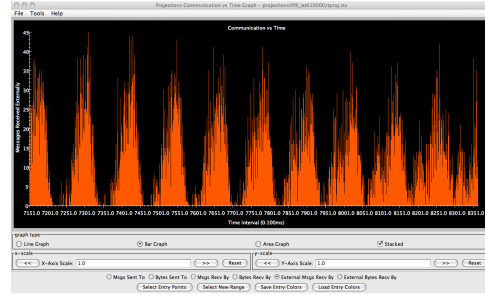 Projections Communication vs Time Graph – projectionsVP8_lat010000/tproj.sts
File Tools Help
Communication vs Time
Messages Received Externally
45
40
35
30
25
20
15
10
5
0
7151.0 7201.0 7251.0 7301.0 7351.0 7401.0 7451.0 7501.0 7551.0 7601.0 7651.0 7701.0 7751.0 7801.0 7851.0 7901.0 7951.0 8001.0 8051.0 8101.0 8151.0 8201.0 8251.0 8301.0 8351.0
Time Interval (0.100ms)
graph type
Line Graph Bar Graph Area Graph Stacked
x-scale y-scale
<< X-Axis Scale: 1.0 >> Reset << Y-Axis Scale: 1.0 >> Reset
Msgs Sent To Bytes Sent To Msgs Recv By Bytes Recv By External Msgs Recv By External Bytes Recv By
Select Entry Points Select New Range Save Entry Colors Load Entry Colors